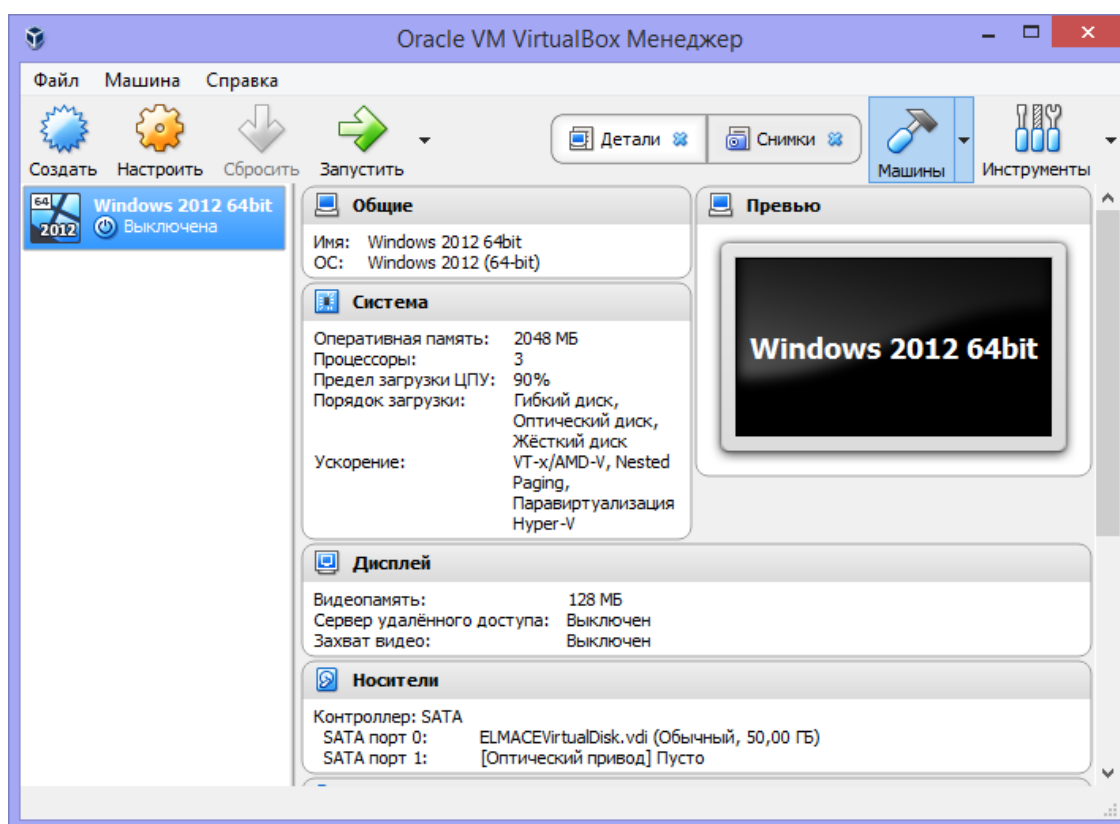 Oracle VM VirtualBox Менеджер
Файл Машина Справка
Создать Настроить Сбросить Запустить Детали Снимки Машины Инструменты
64 2012
Windows 2012 64bit
Выключена
Общие
Имя: Windows 2012 64bit
ОС: Windows 2012 (64-bit)
Превью
Windows 2012 64bit
Система
Оперативная память: 2048 МБ
Процессоры: 3
Предел загрузки ЦПУ: 90%
Порядок загрузки: Гибкий диск,
Оптический диск,
Жёсткий диск
Ускорение: VT-x/AMD-V, Nested
Paging,
Паравиртуализация
Hyper-V
Дисплей
Видеопамять: 128 МБ
Сервер удалённого доступа: Выключен
Захват видео: Выключен
Носители
Контроллер: SATA
SATA порт 0: ELMACEVirtualDisk.vdi (Обычный, 50,00 ГБ)
SATA порт 1: [Оптический привод] Пусто